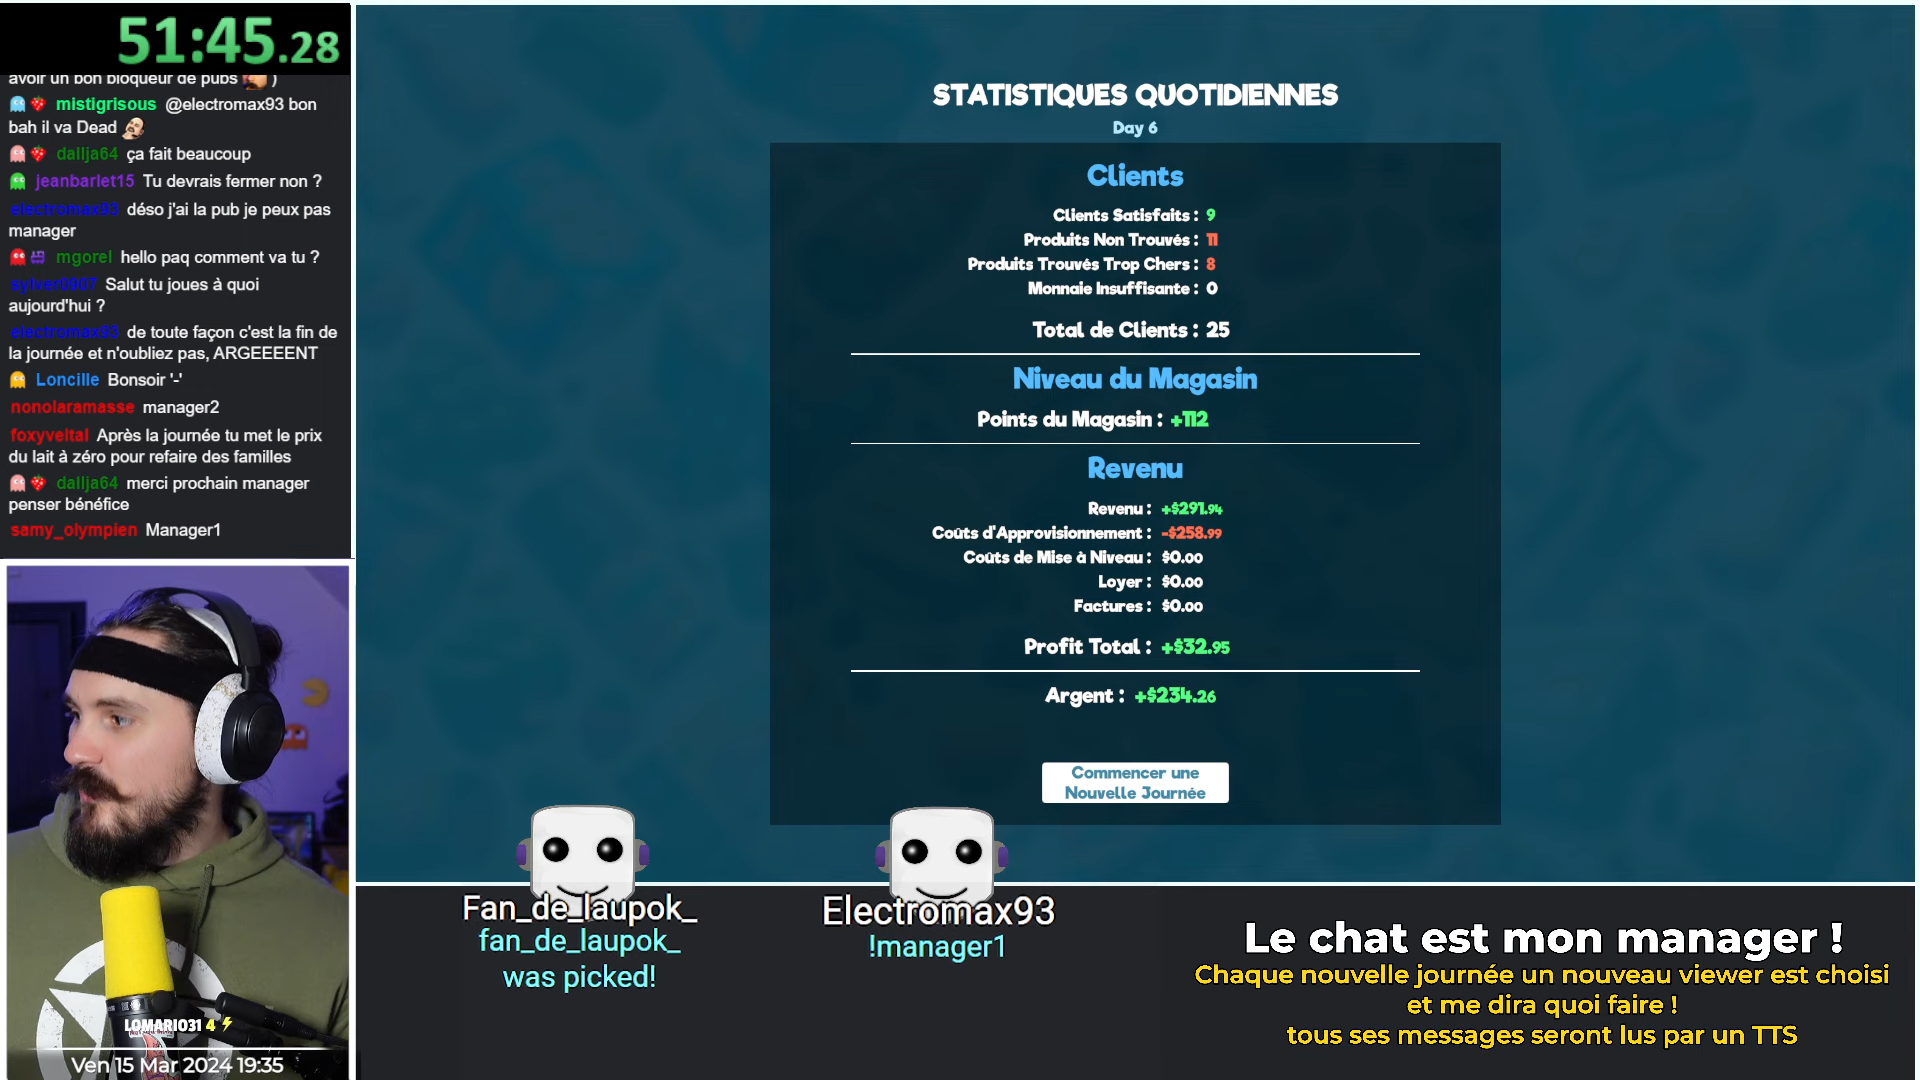 51:45.28
avoir un bon bloqueur de pubs )
mistigrisous @electromax93 bon
bah il va Dead
dallja64 ça fait beaucoup
jeanbarlet15 Tu devrais fermer non ?
electromax93 déso j'ai la pub je peux pas
manager
mgorel hello paq comment va tu ?
sylver0907 Salut tu joues à quoi
aujourd'hui ?
electromax93 de toute façon c'est la fin de
la journée et n'oubliez pas, ARGEEEENT
Loncille Bonsoir '-'
nonolaramasse manager2
foxyveltal Après la journée tu met le prix
du lait à zéro pour refaire des familles
dallja64 merci prochain manager
penser bénéfice
samy_olympien Manager1
STATISTIQUES QUOTIDIENNES
Day 6
Clients
Clients Satisfaits : 9
Produits Non Trouvés : 11
Produits Trouvés Trop Chers : 8
Monnaie Insuffisante : 0
Total de Clients : 25
Niveau du Magasin
Points du Magasin : +112
Revenu
Revenu : +$291.94
Coûts d'Approvisionnement : -$258.99
Coûts de Mise à Niveau : $0.00
Loyer : $0.00
Factures : $0.00
Profit Total : +$32.95
Argent : +$234.26
Commencer une
Nouvelle Journée
Fan_de_laupok_
fan_de_laupok_
was picked!
Electromax93
!manager1
Le chat est mon manager !
Chaque nouvelle journée un nouveau viewer est choisi
et me dira quoi faire !
tous ses messages seront lus par un TTS
LOMARIO31 4
Ven 15 Mar 2024 19:35